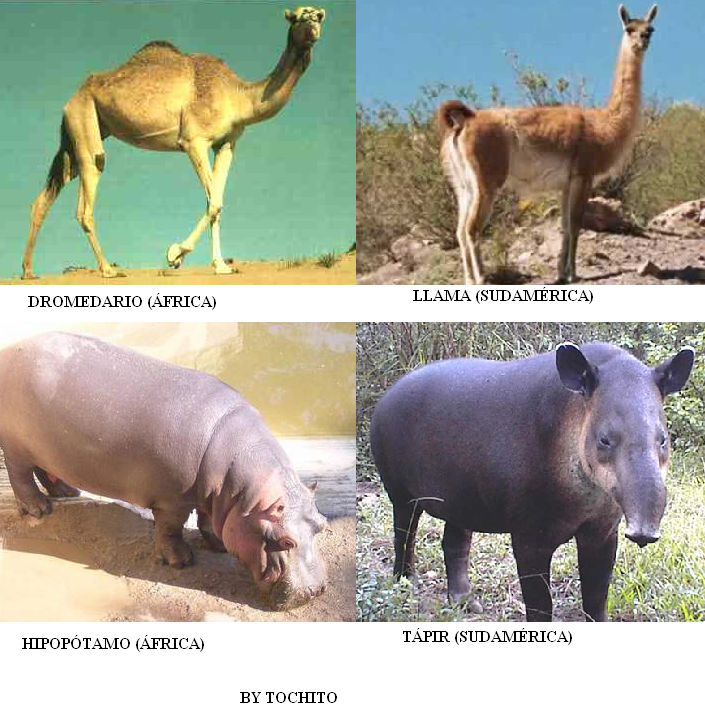 DROMEDARIO (ÁFRICA)
LLAMA (SUDAMÉRICA)
HIPOPÓTAMO (ÁFRICA)
TÁPIR (SUDAMÉRICA)
BY TOCHITO